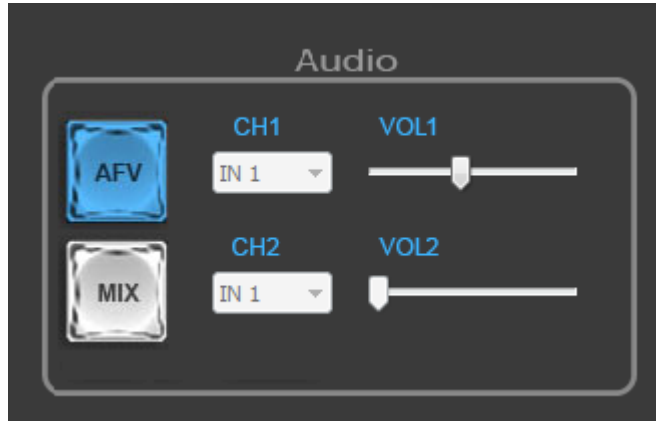 Audio
CH1 VOL1
AFV IN 1
CH2 VOL2
MIX IN 1